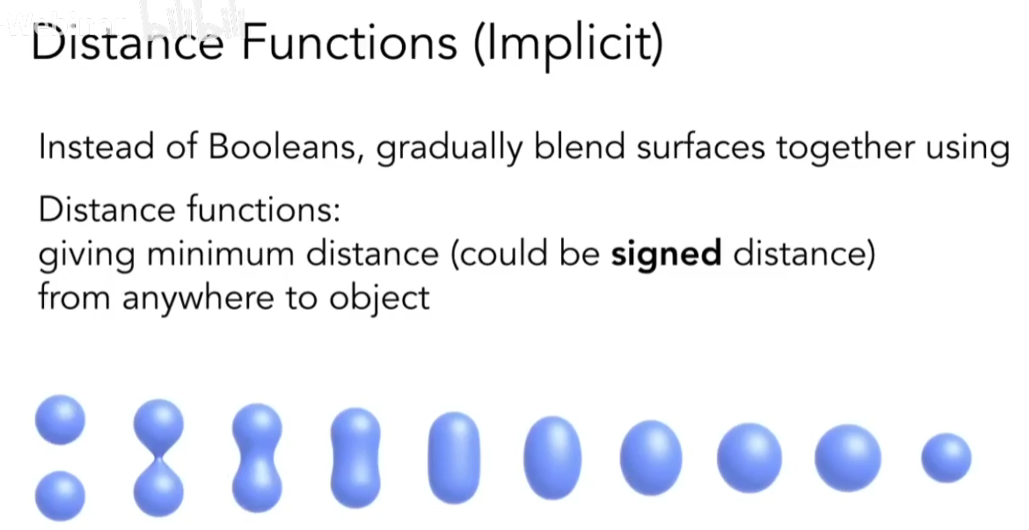 Distance Functions (Implicit)
Instead of Booleans, gradually blend surfaces together using
Distance functions:
giving minimum distance (could be signed distance)
from anywhere to object